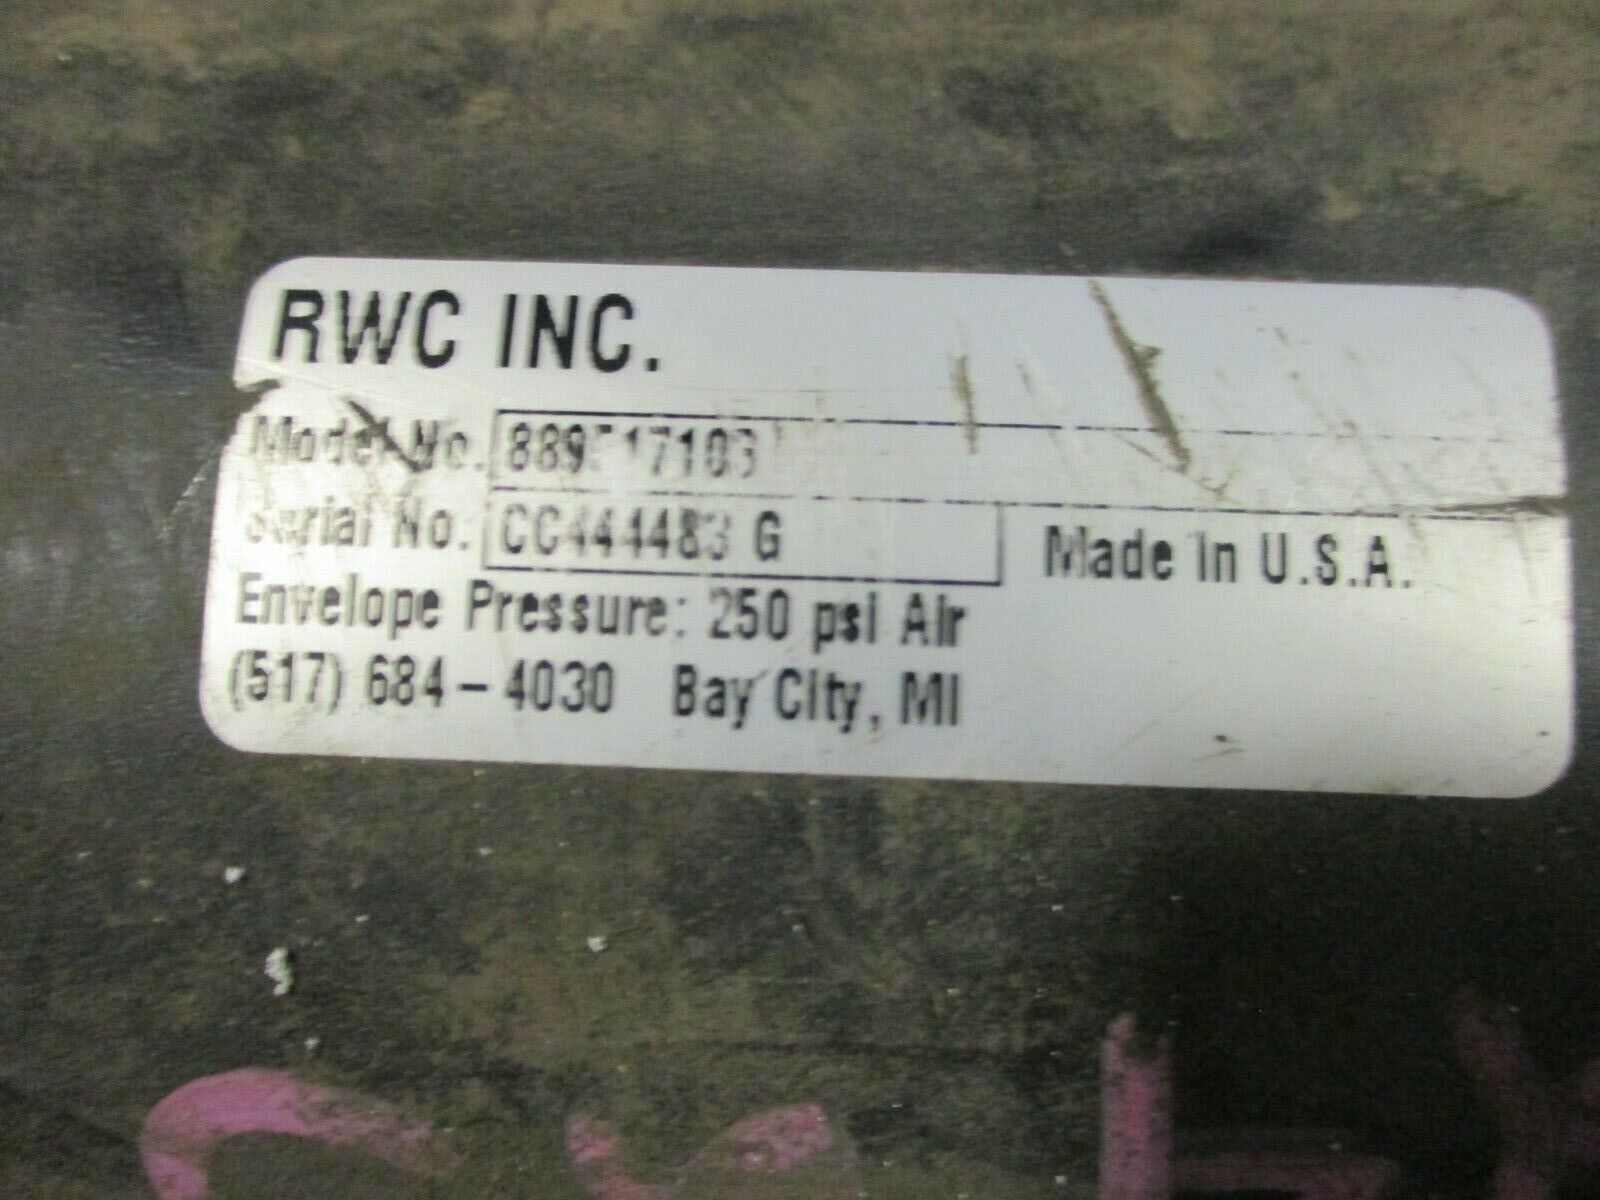 RWC INC.
Model No.
Serial No. CC444483 G Made In U.S.A.
Envelope Pressure: 250 psi Air
(517) 684-4030 Bay City, MI